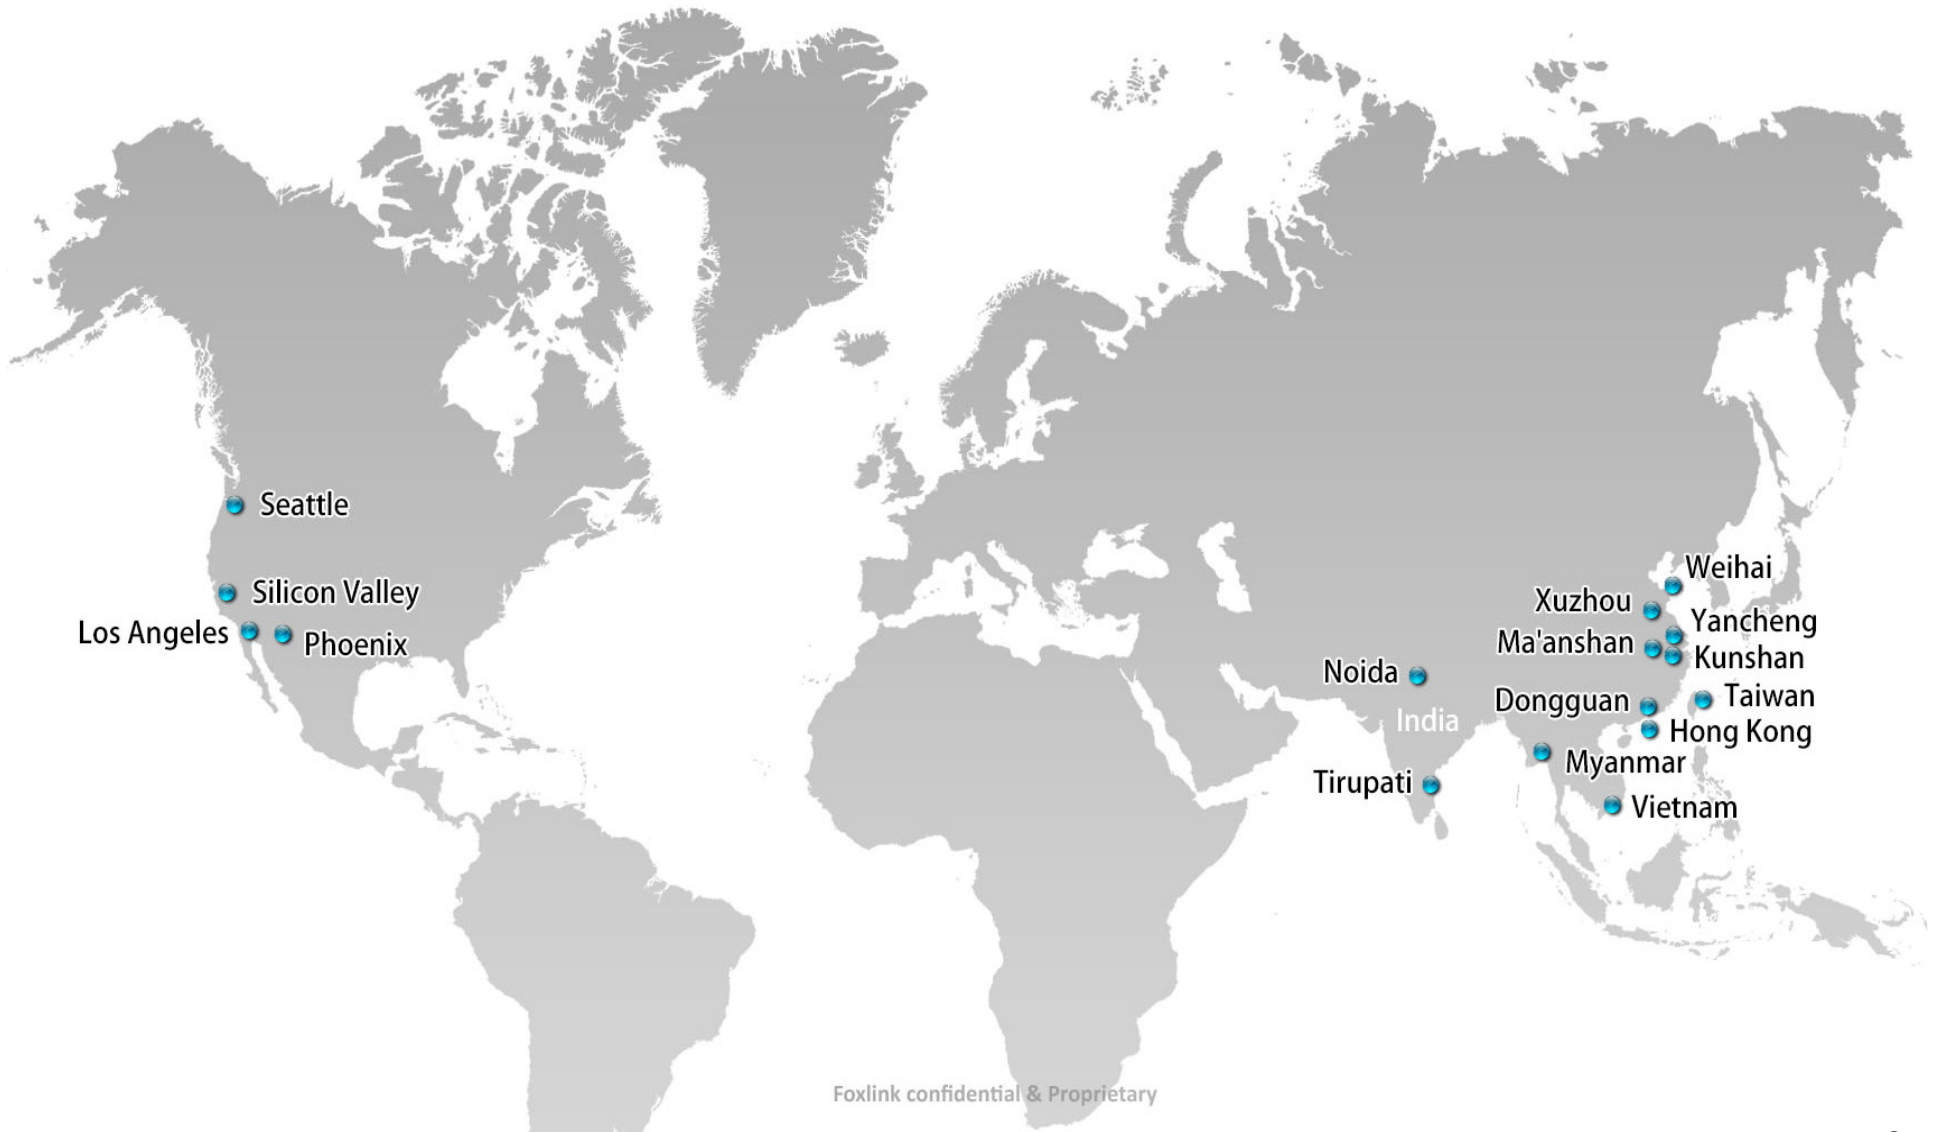 Seattle
Silicon Valley
Los Angeles
Phoenix
Weihai
Xuzhou
Yancheng
Ma'anshan
Kunshan
Noida
Dongguan
Taiwan
India
Hong Kong
Myanmar
Tirupati
Vietnam
Foxlink confidential & Proprietary